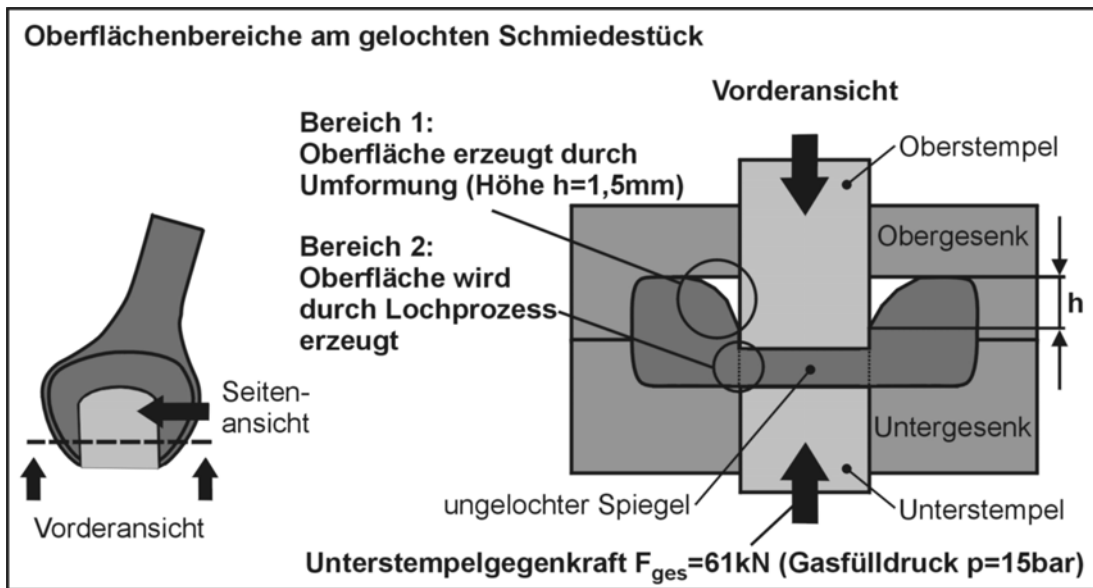 Oberflächenbereiche am gelochten Schmiedestück
Vorderansicht
Bereich 1:
Oberfläche erzeugt durch
Umformung (Höhe h=1,5mm)
Oberstempel
Bereich 2:
Oberfläche wird
durch Lochprozess
erzeugt
Obergesenk
h
Seiten-
ansicht
Untergesenk
ungelochter Spiegel
Unterstempel
Vorderansicht
Unterstempelgegenkraft Fges=61kN (Gasfülldruck p=15bar)